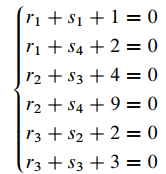 r₁ + s₁ + 1 = 0
r₁ + s₄ + 2 = 0
r₂ + s₃ + 4 = 0
r₂ + s₄ + 9 = 0
r₃ + s₂ + 2 = 0
r₃ + s₃ + 3 = 0